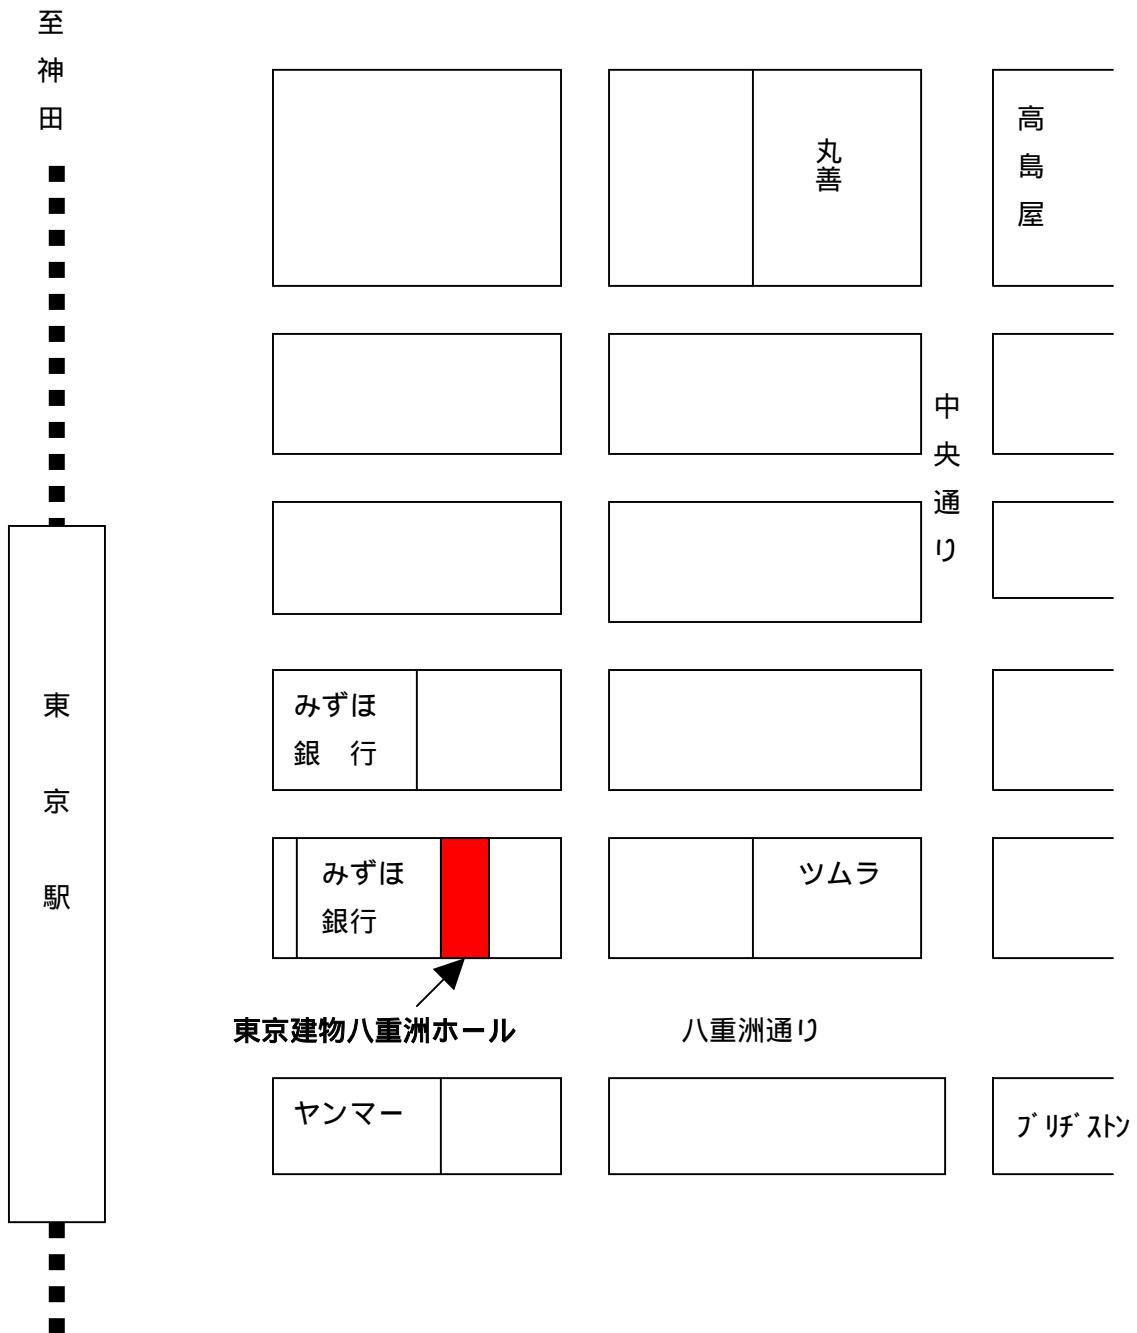 至神田
丸善
高島屋
中央通り
東京駅
みずほ
銀　行
みずほ
銀行
ツムラ
東京建物八重洲ホール
八重洲通り
ヤンマー
ﾌﾞﾘﾁﾞｽﾄﾝ